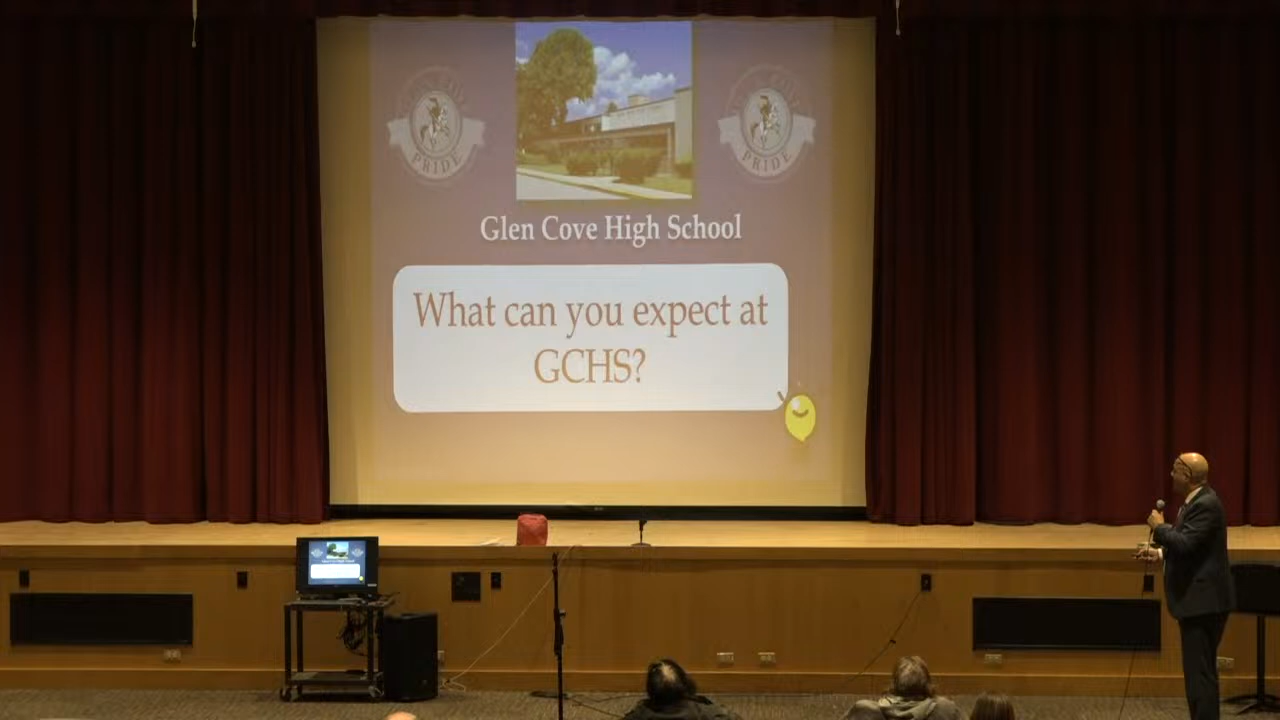 PRIDE
PRIDE
Glen Cove High School
What can you expect at
GCHS?